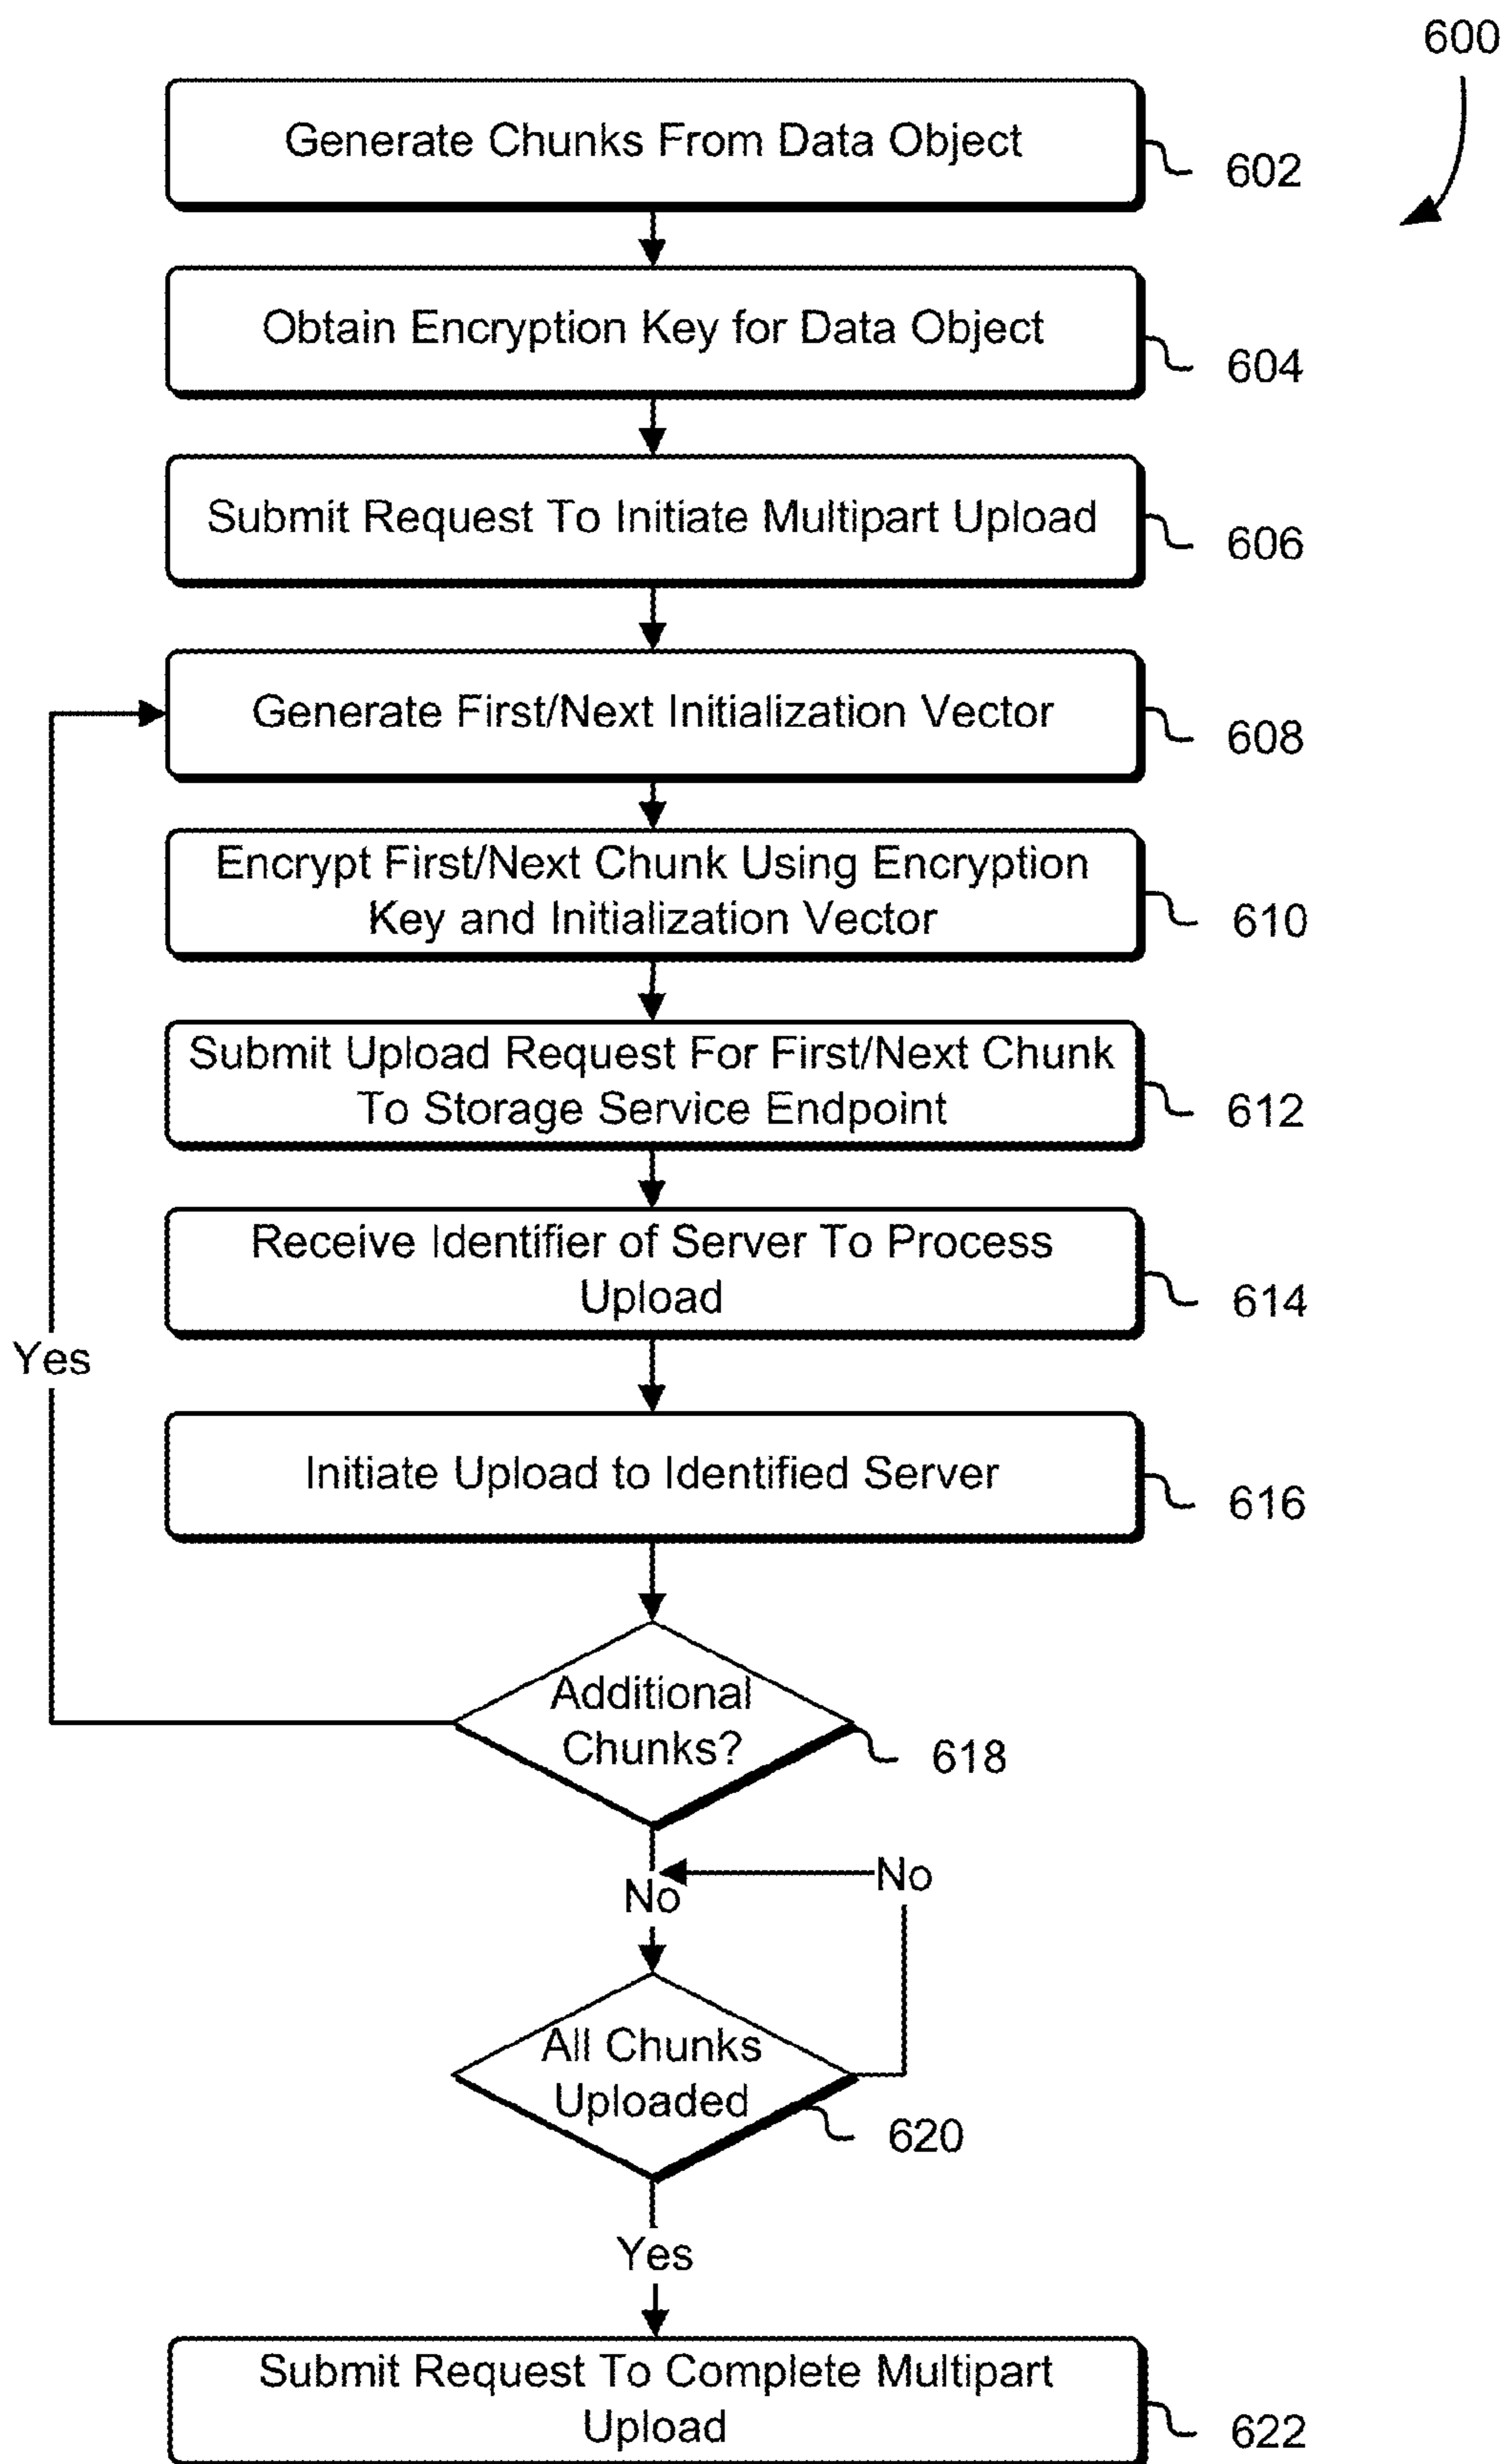 600
Generate Chunks From Data Object
602
Obtain Encryption Key for Data Object
604
Submit Request To Initiate Multipart Upload
606
Generate First/Next Initialization Vector
608
Encrypt First/Next Chunk Using Encryption
Key and Initialization Vector
610
Submit Upload Request For First/Next Chunk
To Storage Service Endpoint
612
Receive Identifier of Server To Process
Upload
614
Yes
Initiate Upload to Identified Server
616
Additional
Chunks?
618
No
No
All Chunks
Uploaded
620
Yes
Submit Request To Complete Multipart
Upload
622